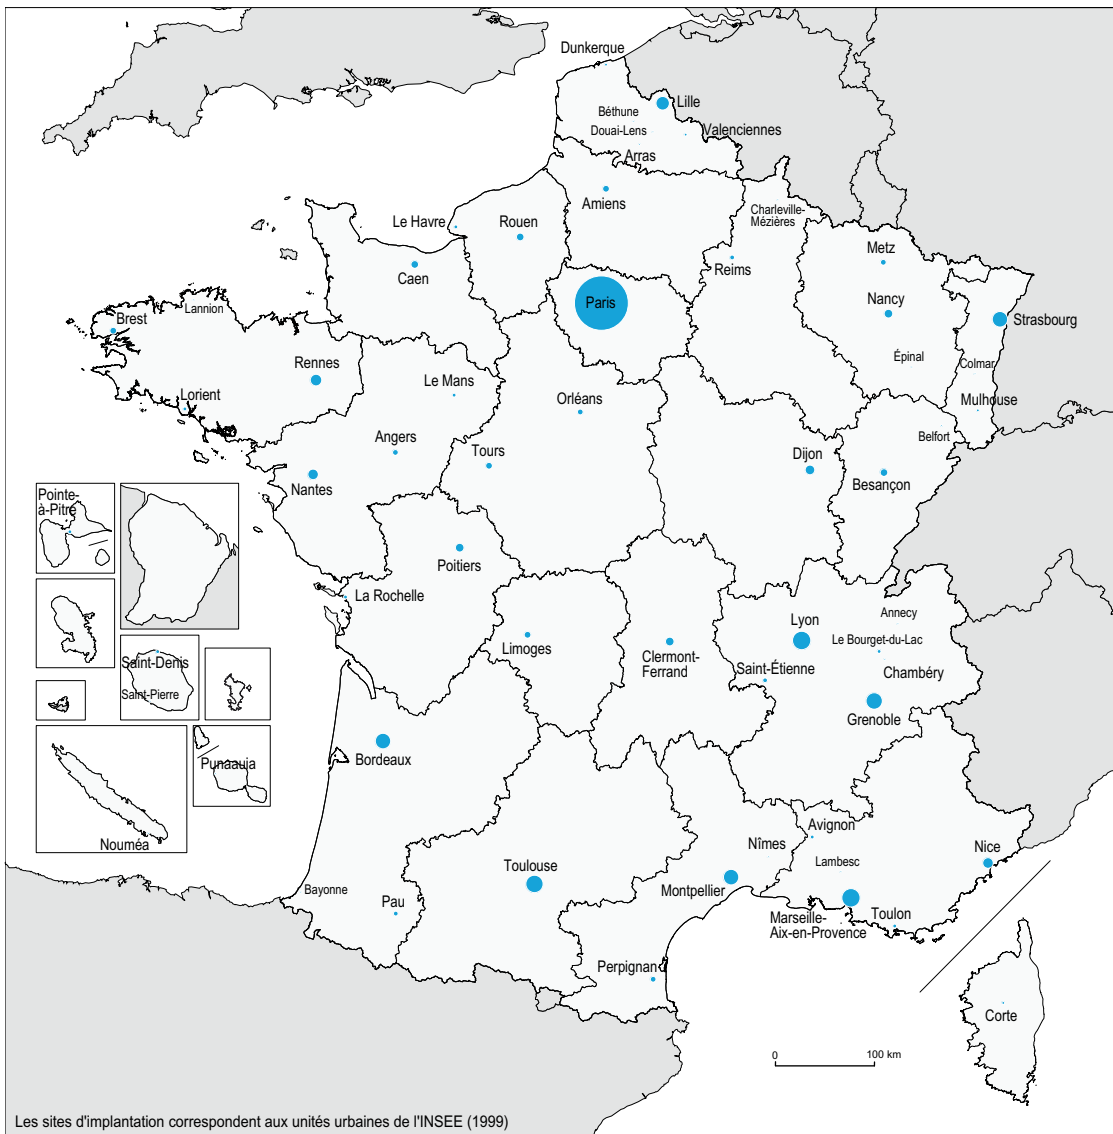 Dunkerque
Lille
Béthune
Douai-Lens
Valenciennes
Arras
Amiens
Charleville-
Mézières
Le Havre
Rouen
Caen
Reims
Metz
Paris
Nancy
Strasbourg
Lannion
Brest
Épinal
Colmar
Rennes
Le Mans
Orléans
Lorient
Mulhouse
Angers
Belfort
Tours
Dijon
Besançon
Nantes
Pointe-
à-Pitre
Poitiers
La Rochelle
Annecy
Lyon
Le Bourget-du-Lac
Limoges
Clermont-
Ferrand
Saint-Étienne
Chambéry
Saint-Denis
Saint-Pierre
Grenoble
Bordeaux
Punaauia
Nouméa
Avignon
Nîmes
Nice
Toulouse
Lambesc
Montpellier
Bayonne
Pau
Marseille-
Aix-en-Provence
Toulon
Perpignan
Corte
0
100 km
Les sites d'implantation correspondent aux unités urbaines de l'INSEE (1999)